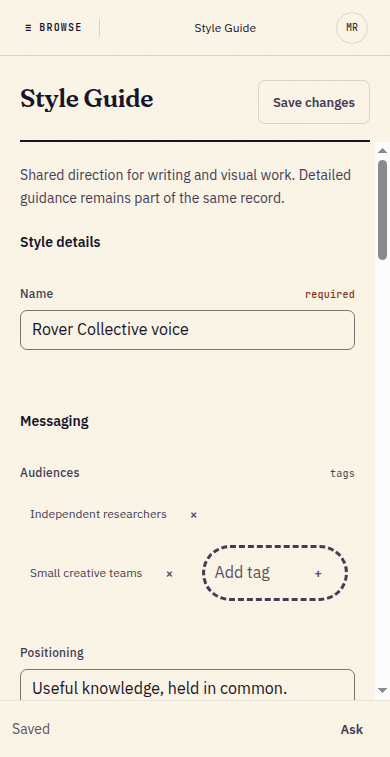 ≡ BROWSE
Style Guide
MR
Style Guide
Save changes
Shared direction for writing and visual work. Detailed
guidance remains part of the same record.
Style details
Name required
Rover Collective voice
Messaging
Audiences tags
Independent researchers ×
Small creative teams ×
Add tag +
Positioning
Useful knowledge, held in common.
Saved
Ask